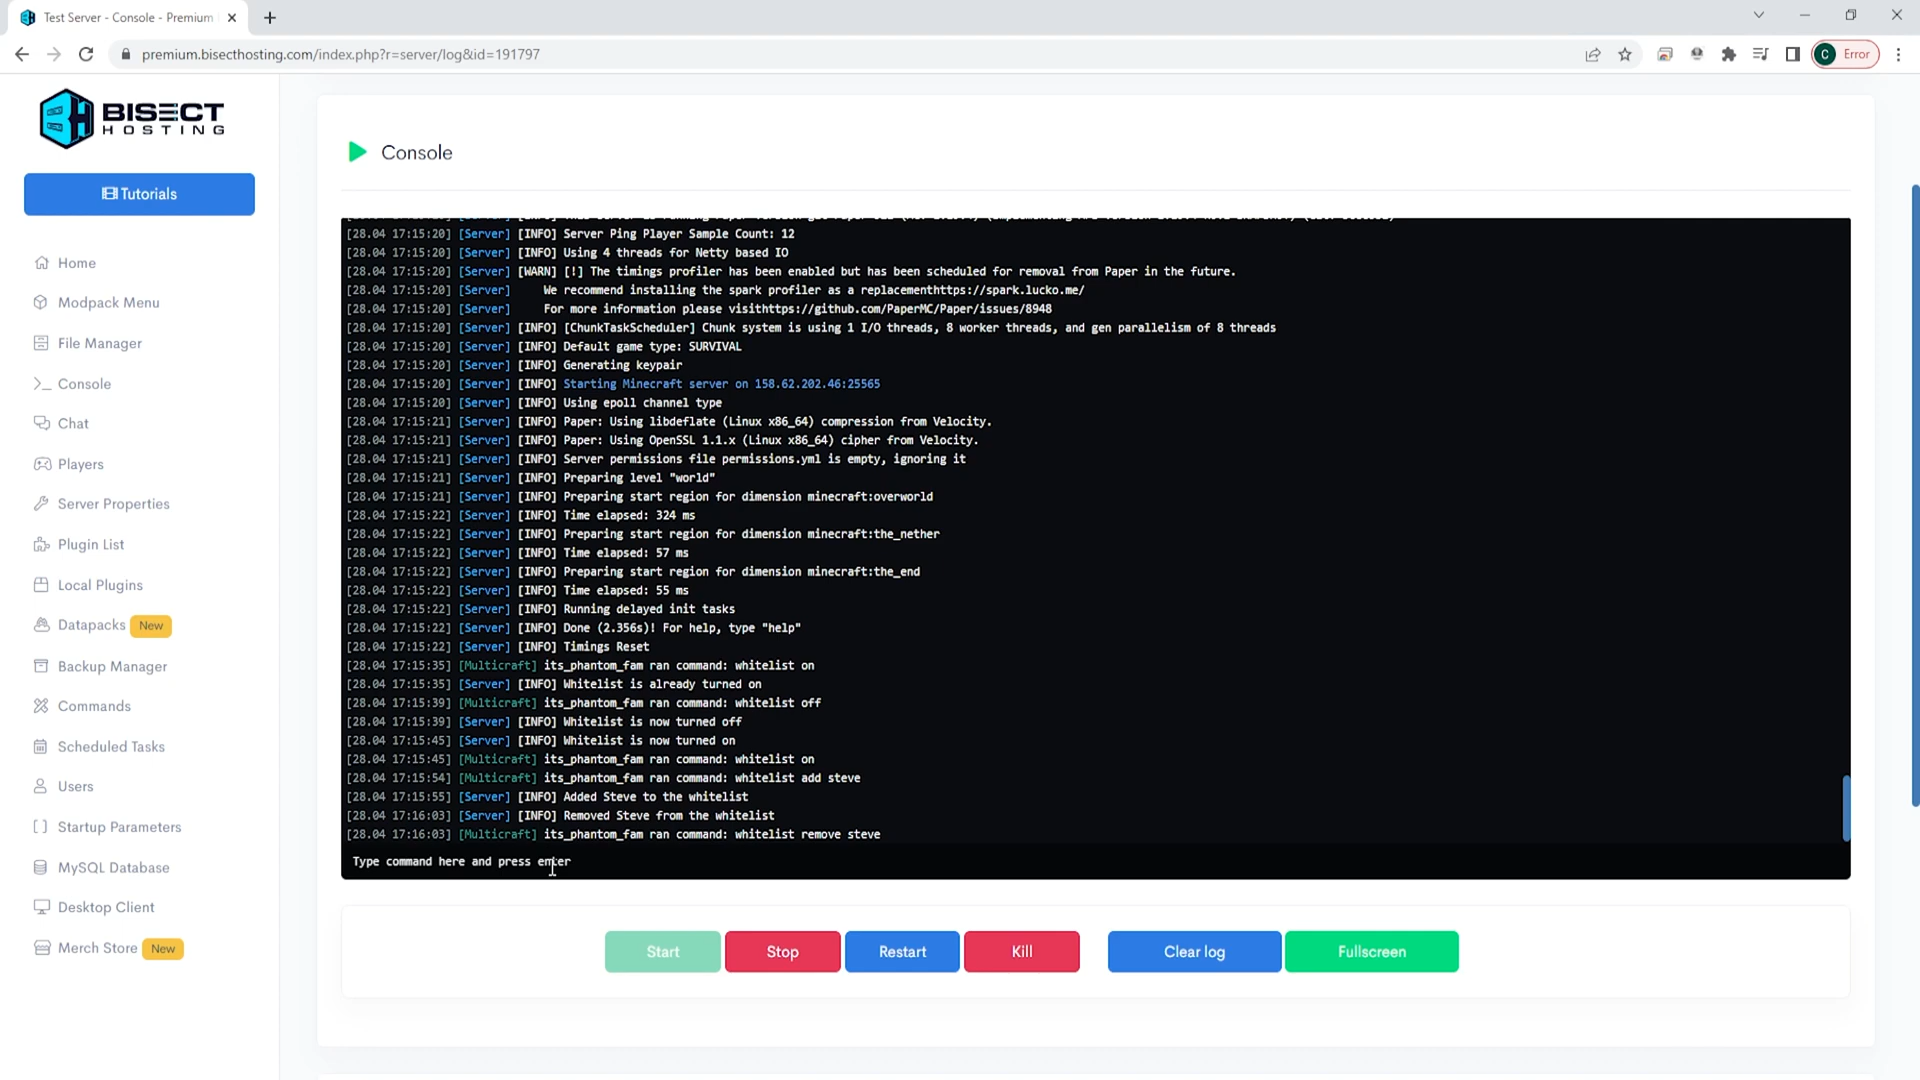 Test Server - Console - Premium
premium.bisecthosting.com/index.php?r=server/log&id=191797
C Error
BISECT
HOSTING
Tutorials
Home
Modpack Menu
File Manager
Console
Chat
Players
Server Properties
Plugin List
Local Plugins
Datapacks New
Backup Manager
Commands
Scheduled Tasks
Users
Startup Parameters
MySQL Database
Desktop Client
Merch Store New
Console
[28.04 17:15:20] [Server] [INFO] Server Ping Player Sample Count: 12
[28.04 17:15:20] [Server] [INFO] Using 4 threads for Netty based IO
[28.04 17:15:20] [Server] [WARN] [!] The timings profiler has been enabled but has been scheduled for removal from Paper in the future.
[28.04 17:15:20] [Server] We recommend installing the spark profiler as a replacementhttps://spark.lucko.me/
[28.04 17:15:20] [Server] For more information please visithttps://github.com/PaperMC/Paper/issues/8948
[28.04 17:15:20] [Server] [INFO] [ChunkTaskScheduler] Chunk system is using 1 I/O threads, 8 worker threads, and gen parallelism of 8 threads
[28.04 17:15:20] [Server] [INFO] Default game type: SURVIVAL
[28.04 17:15:20] [Server] [INFO] Generating keypair
[28.04 17:15:20] [Server] [INFO] Starting Minecraft server on 158.62.202.46:25565
[28.04 17:15:20] [Server] [INFO] Using epoll channel type
[28.04 17:15:21] [Server] [INFO] Paper: Using libdeflate (Linux x86_64) compression from Velocity.
[28.04 17:15:21] [Server] [INFO] Paper: Using OpenSSL 1.1.x (Linux x86_64) cipher from Velocity.
[28.04 17:15:21] [Server] [INFO] Server permissions file permissions.yml is empty, ignoring it
[28.04 17:15:21] [Server] [INFO] Preparing level "world"
[28.04 17:15:21] [Server] [INFO] Preparing start region for dimension minecraft:overworld
[28.04 17:15:22] [Server] [INFO] Time elapsed: 324 ms
[28.04 17:15:22] [Server] [INFO] Preparing start region for dimension minecraft:the_nether
[28.04 17:15:22] [Server] [INFO] Time elapsed: 57 ms
[28.04 17:15:22] [Server] [INFO] Preparing start region for dimension minecraft:the_end
[28.04 17:15:22] [Server] [INFO] Time elapsed: 55 ms
[28.04 17:15:22] [Server] [INFO] Running delayed init tasks
[28.04 17:15:22] [Server] [INFO] Done (2.356s)! For help, type "help"
[28.04 17:15:22] [Server] [INFO] Timings Reset
[28.04 17:15:35] [Multicraft] its_phantom_fam ran command: whitelist on
[28.04 17:15:35] [Server] [INFO] Whitelist is already turned on
[28.04 17:15:39] [Multicraft] its_phantom_fam ran command: whitelist off
[28.04 17:15:39] [Server] [INFO] Whitelist is now turned off
[28.04 17:15:45] [Server] [INFO] Whitelist is now turned on
[28.04 17:15:45] [Multicraft] its_phantom_fam ran command: whitelist on
[28.04 17:15:54] [Multicraft] its_phantom_fam ran command: whitelist add steve
[28.04 17:15:55] [Server] [INFO] Added Steve to the whitelist
[28.04 17:16:03] [Server] [INFO] Removed Steve from the whitelist
[28.04 17:16:03] [Multicraft] its_phantom_fam ran command: whitelist remove steve
Type command here and press enter
Start Stop Restart Kill Clear log Fullscreen